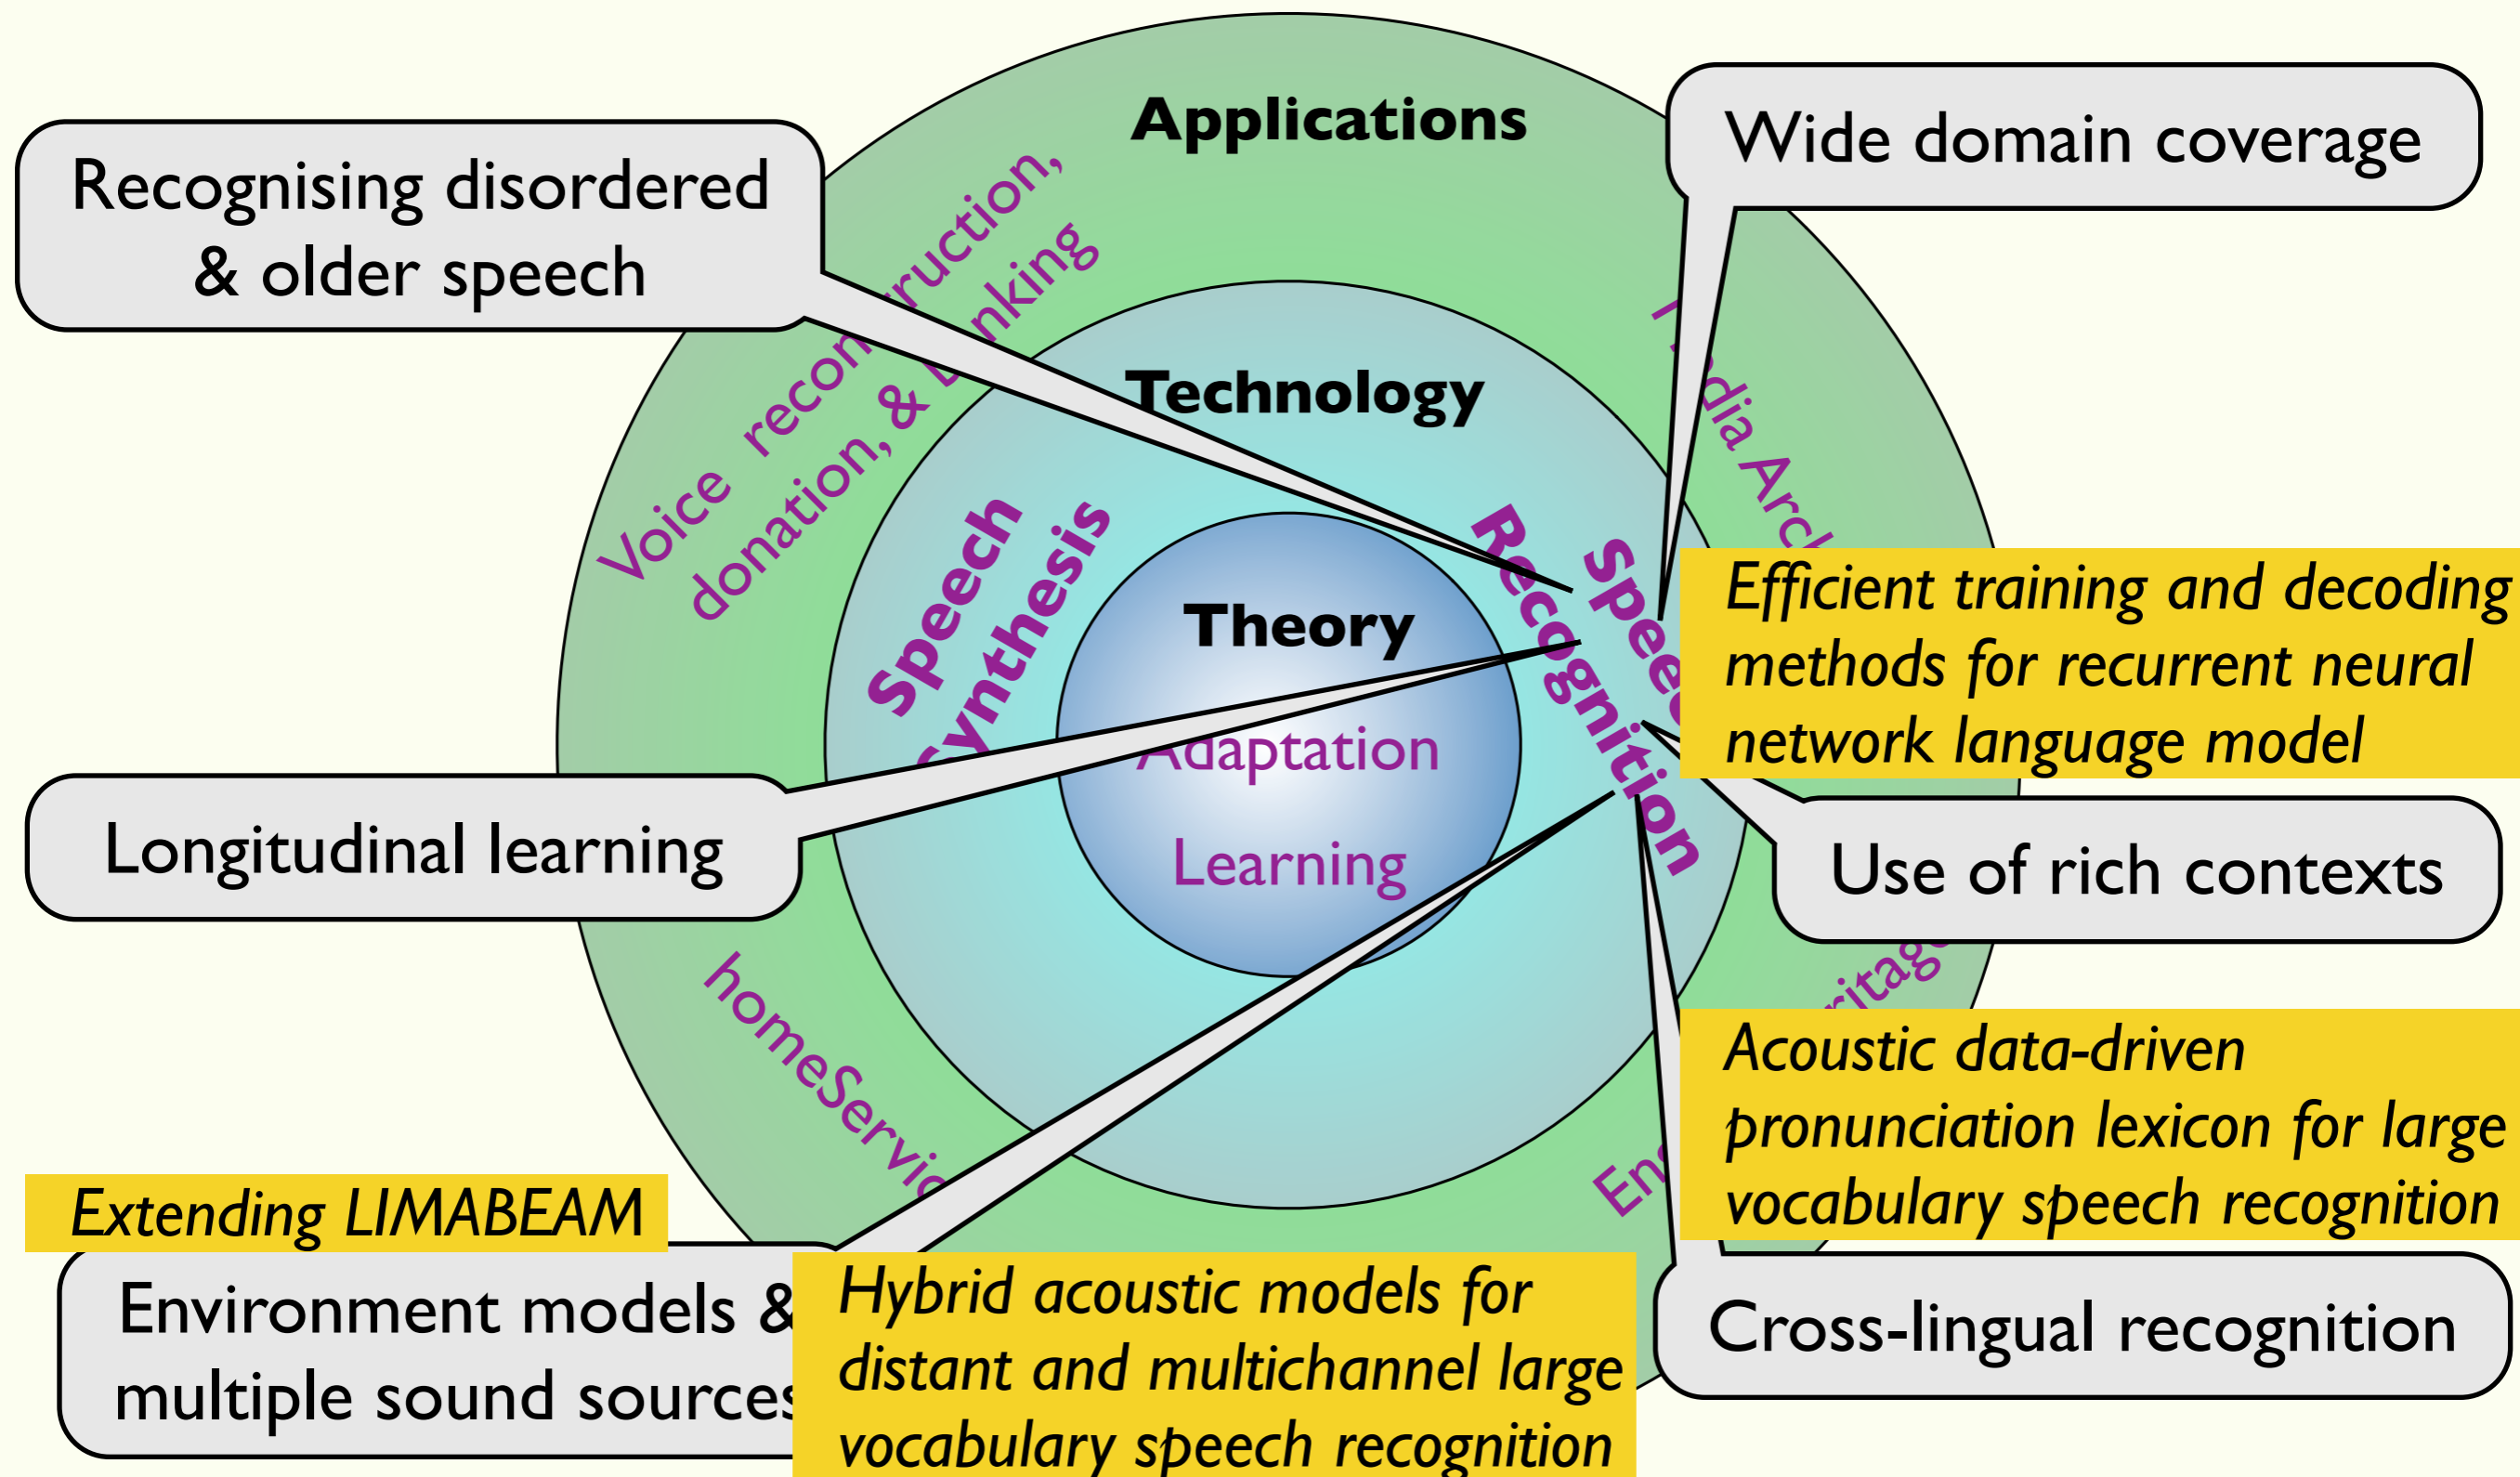 Applications
Wide domain coverage
Recognising disordered
& older speech
Voice
donation, &
Technology
Speech
Recognition
Speech
Synthesis
Theory
Efficient training and decoding
methods for recurrent neural
network language model
Adaptation
Longitudinal learning
Learning
Use of rich contexts
Acoustic data-driven
pronunciation lexicon for large
vocabulary speech recognition
Extending LIMABEAM
Environment models &
multiple sound sources
Hybrid acoustic models for
distant and multichannel large
vocabulary speech recognition
Cross-lingual recognition